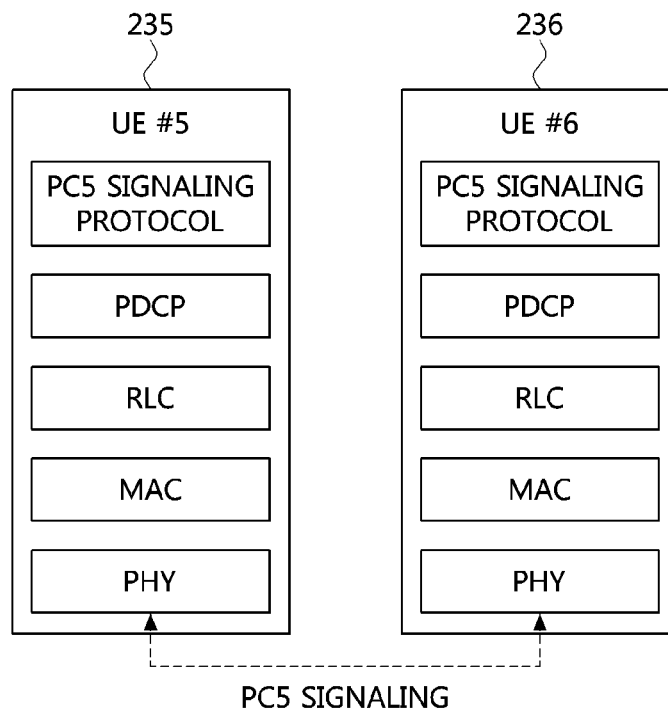 235
236
UE #5
UE #6
PC5 SIGNALING
PROTOCOL
PC5 SIGNALING
PROTOCOL
PDCP
PDCP
RLC
RLC
MAC
MAC
PHY
PHY
PC5 SIGNALING